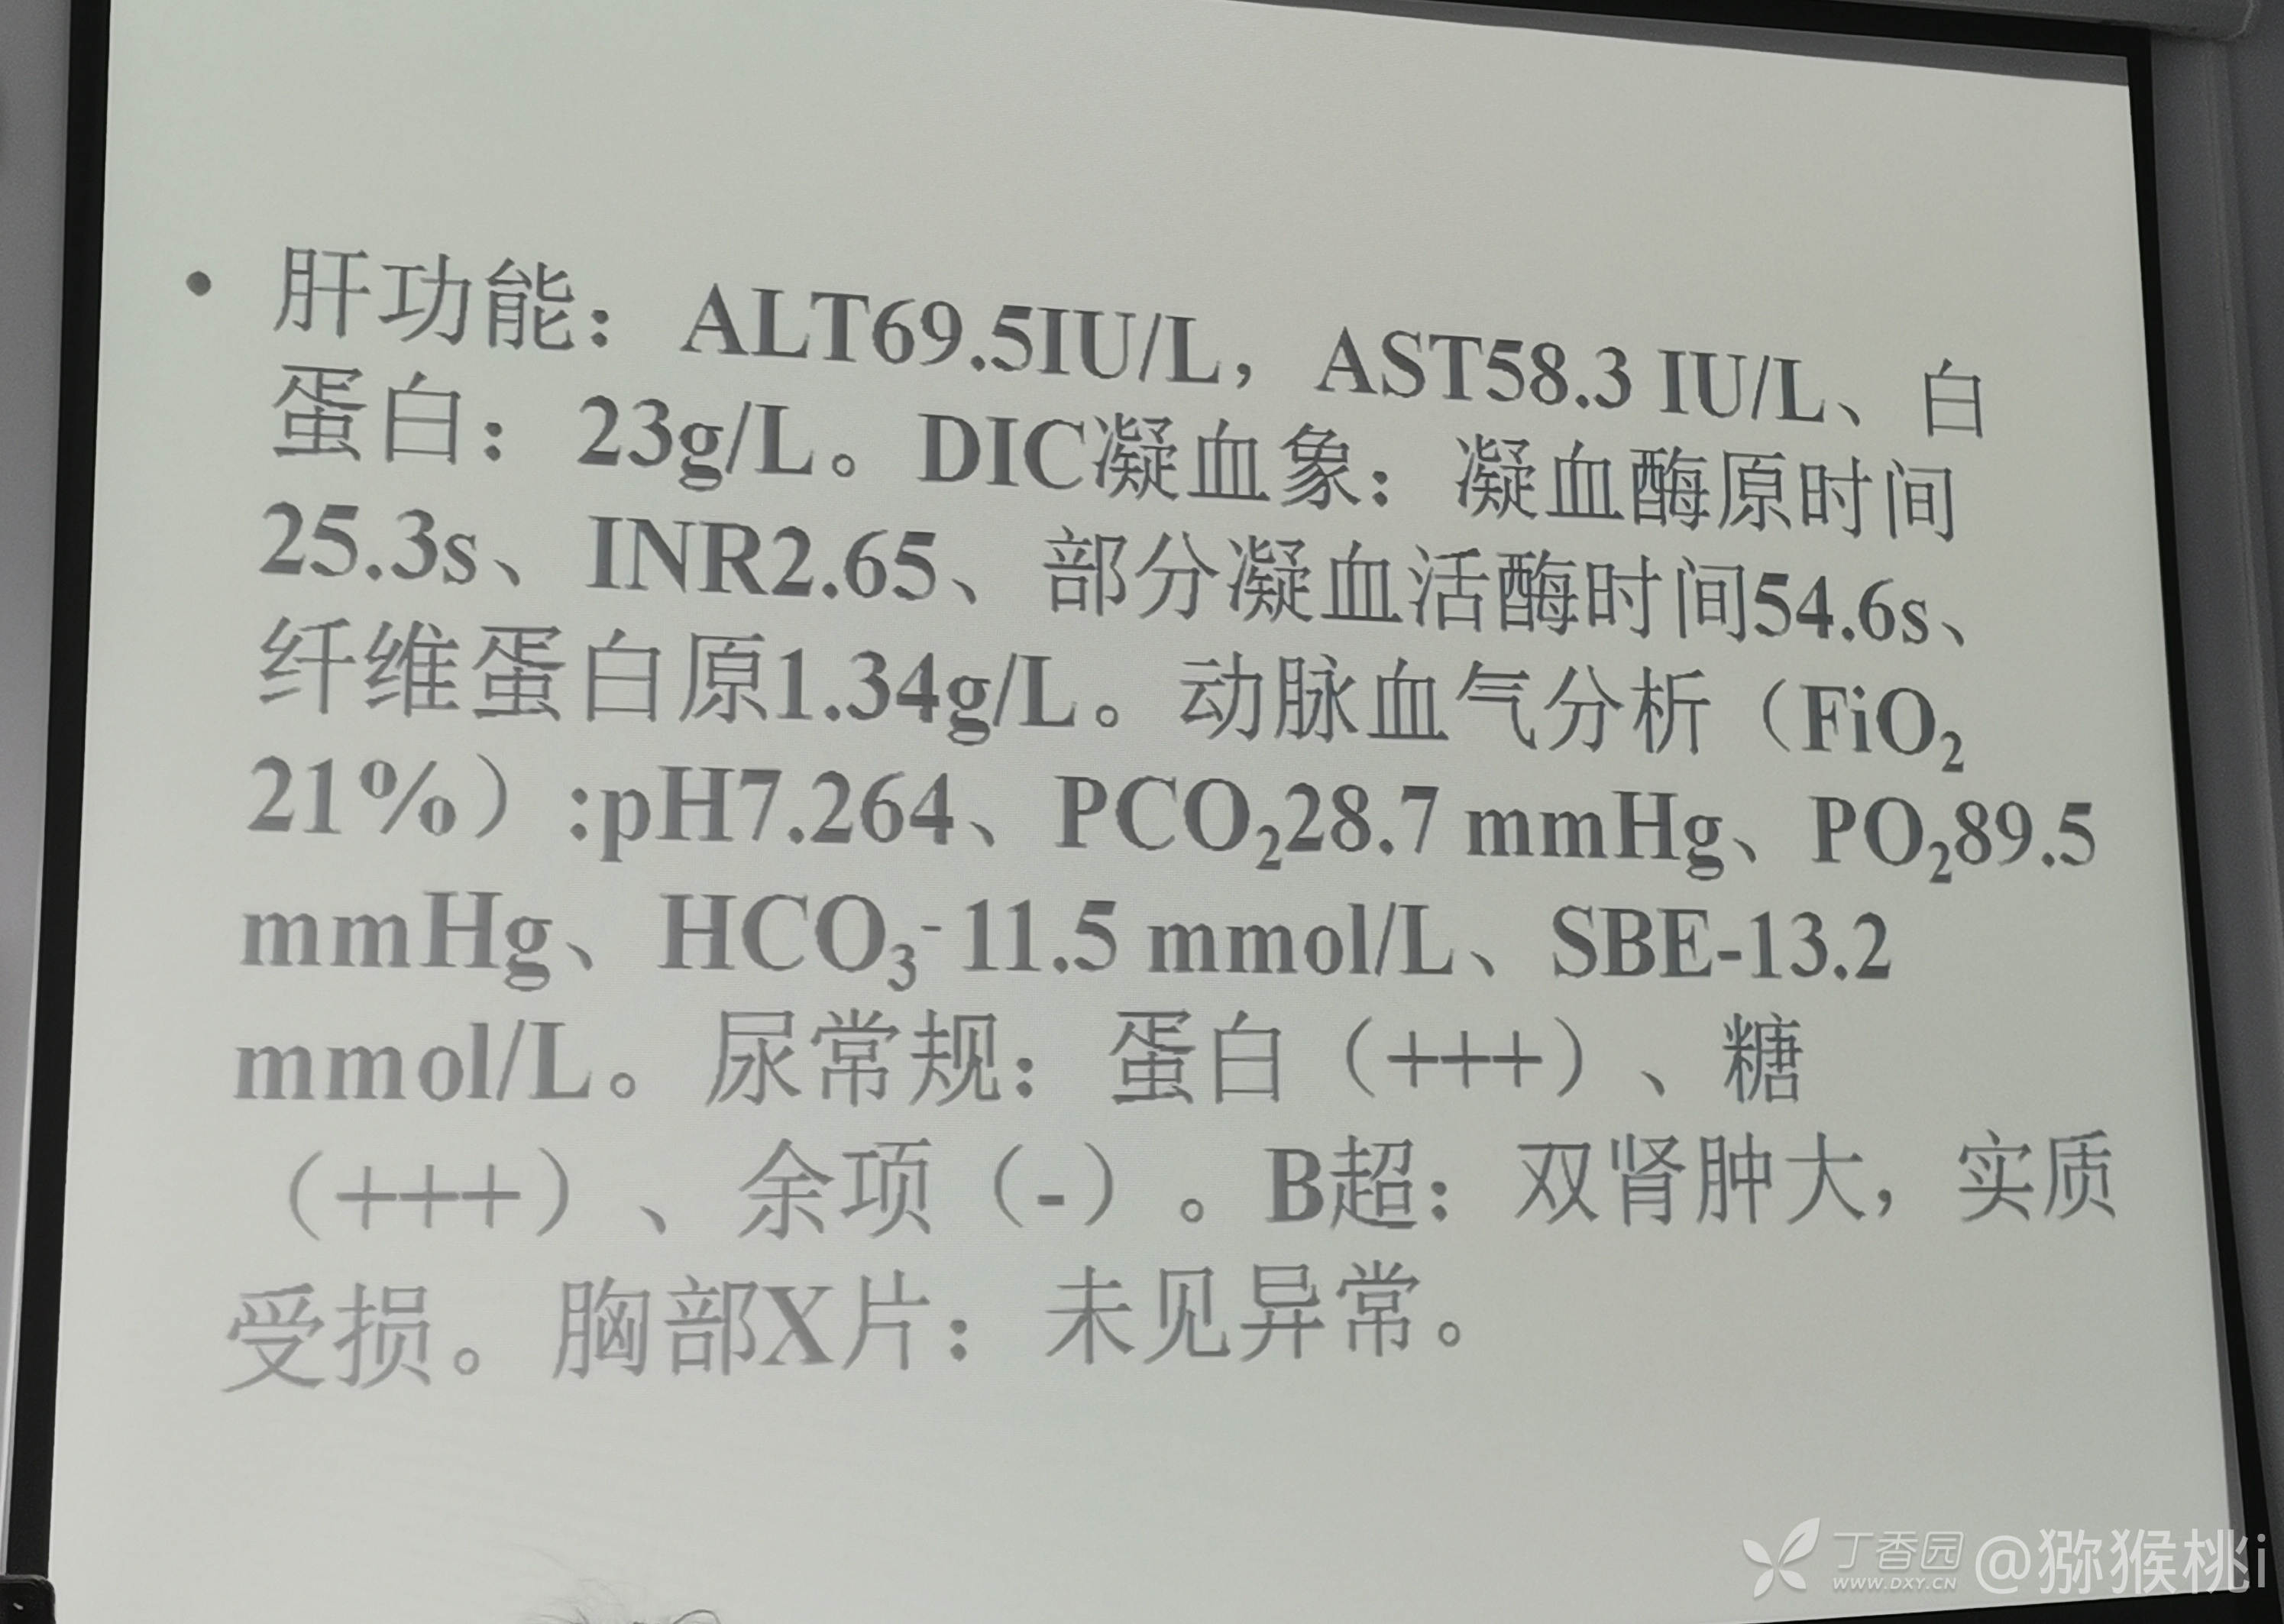 • 肝功能：ALT69.5IU/L，AST58.3 IU/L、白
蛋白：23g/L。DIC凝血象：凝血酶原时间
25.3s、INR2.65、部分凝血活酶时间54.6s、
纤维蛋白原1.34g/L。动脉血气分析（FiO₂
21%）:pH7.264、PCO₂28.7 mmHg、PO₂89.5
mmHg、HCO₃⁻11.5 mmol/L、SBE-13.2
mmol/L。尿常规：蛋白（+++）、糖
（+++）、余项（-）。B超：双肾肿大，实质
受损。胸部X片：未见异常。
丁香园 @猕猴桃i
WWW.DXY.CN